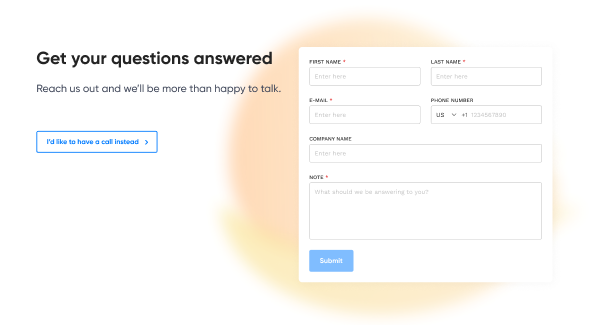 Get your questions answered
Reach us out and we'll be more than happy to talk.
I'd like to have a call instead
FIRST NAME *
LAST NAME *
Enter here
Enter here
E-MAIL *
PHONE NUMBER
Enter here
US +1 1234567890
COMPANY NAME
Enter here
NOTE *
What should we be answering to you?
Submit